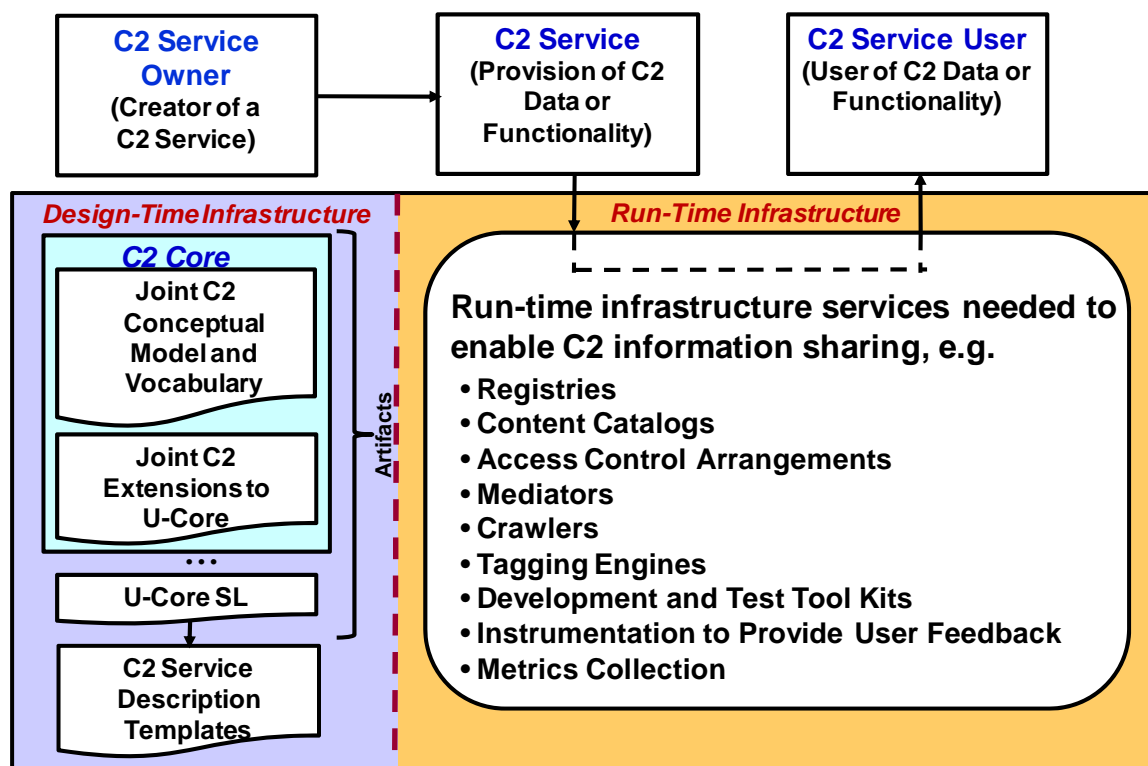 C2 Service
Owner
(Creator of a
C2 Service)
C2 Service
(Provision of C2
Data or
Functionality)
C2 Service User
(User of C2 Data or
Functionality)
Design-Time Infrastructure
C2 Core
Joint C2
Conceptual
Model and
Vocabulary
Joint C2
Extensions to
U-Core
...
U-Core SL
C2 Service
Description
Templates
Artifacts
Run-Time Infrastructure
Run-time infrastructure services needed to
enable C2 information sharing, e.g.
• Registries
• Content Catalogs
• Access Control Arrangements
• Mediators
• Crawlers
• Tagging Engines
• Development and Test Tool Kits
• Instrumentation to Provide User Feedback
• Metrics Collection